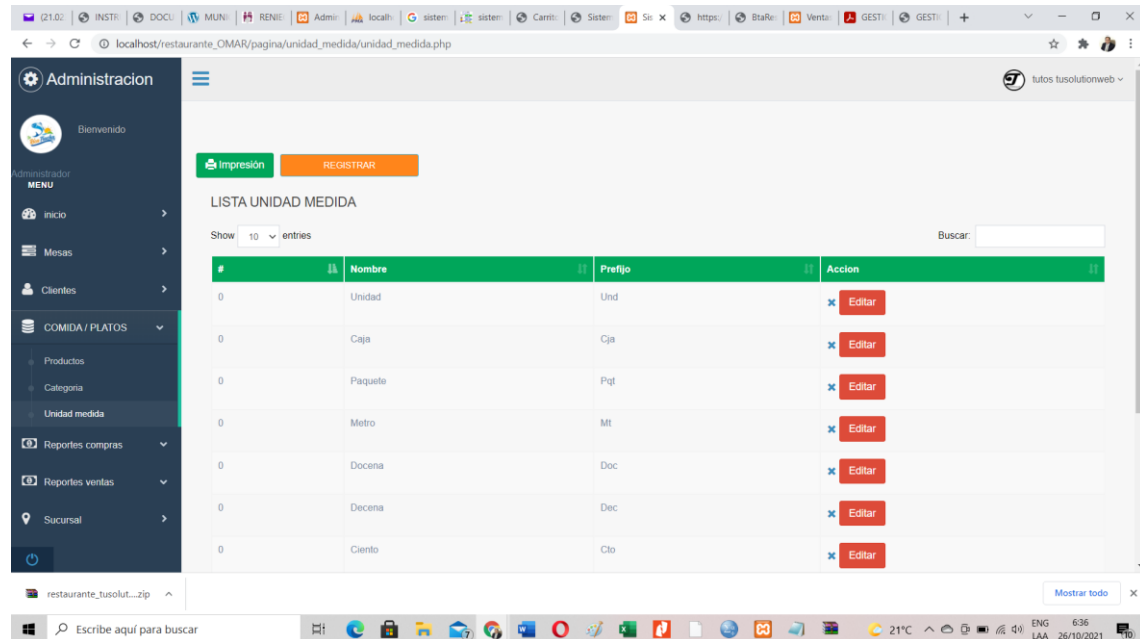 (21.02
INSTR
DOCU
MUNI
RENIE
Admin
localh
sistem
sistem
Carrito
Sistem
Sis
https:/
BtaRes
Ventas
GESTI
GESTI
localhost/restaurante_OMAR/pagina/unidad_medida/unidad_medida.php
Administracion
tutos tusolutionweb
Bienvenido
Administrador
MENU
inicio
Mesas
Clientes
COMIDA / PLATOS
Productos
Categoria
Unidad medida
Reportes compras
Reportes ventas
Sucursal
Impresión REGISTRAR
LISTA UNIDAD MEDIDA
Show 10 entries Buscar:
# Nombre Prefijo Accion
0 Unidad Und Editar
0 Caja Cja Editar
0 Paquete Pqt Editar
0 Metro Mt Editar
0 Docena Doc Editar
0 Decena Dec Editar
0 Ciento Cto Editar
restaurante_tusolut....zip Mostrar todo
Escribe aquí para buscar 21°C ENG 6:36
LAA 26/10/2021